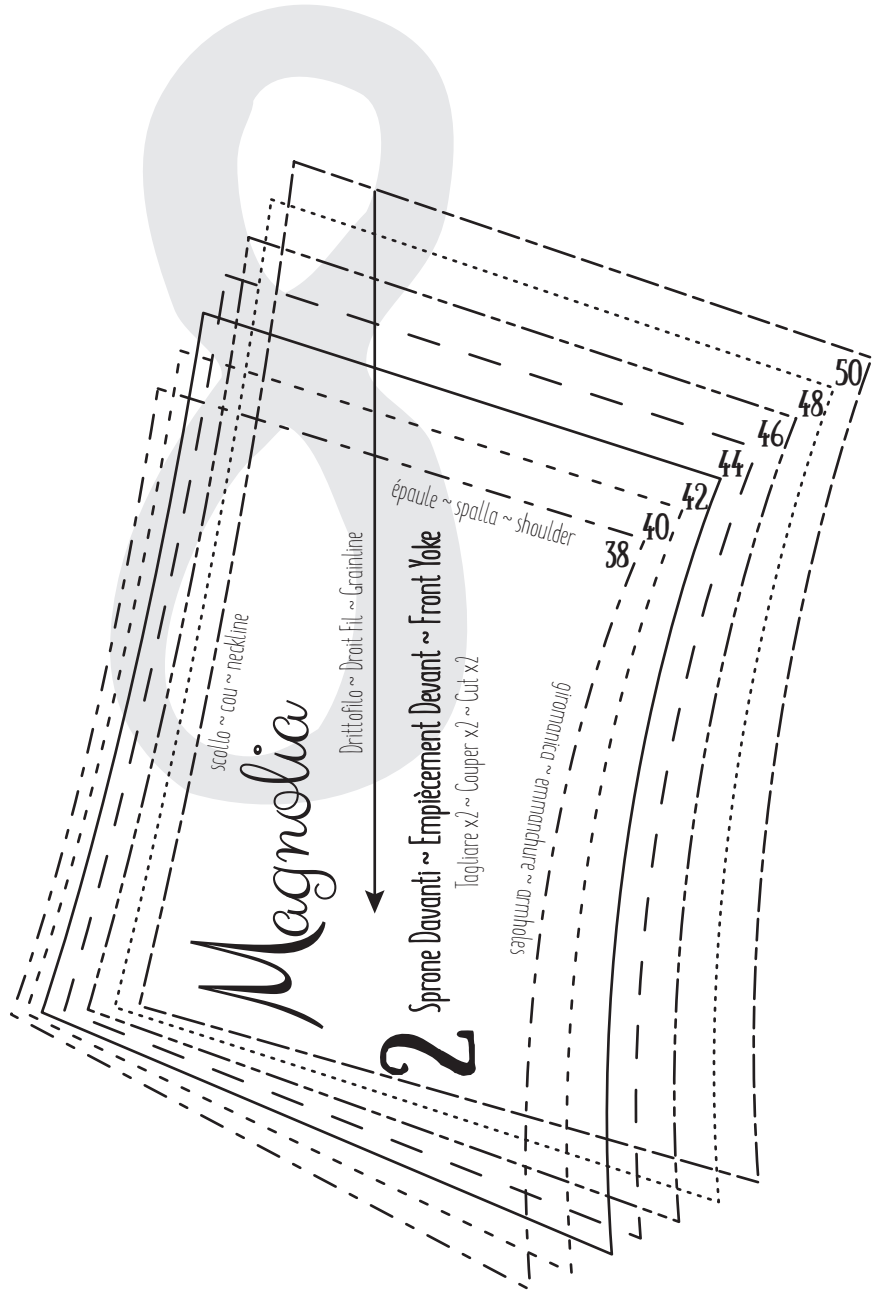 50
48
46
44
42
40
38
épaule ~ spalla ~ shoulder
scollo ~ cou ~ neckline
Magnolia
Drittofilo ~ Droit Fil ~ Grainline
2 Sprone Davanti ~ Empiècement Devant ~ Front Yoke
Tagliare x2 ~ Couper x2 ~ Cut x2
giromanica ~ emmanchure ~ armholes
8